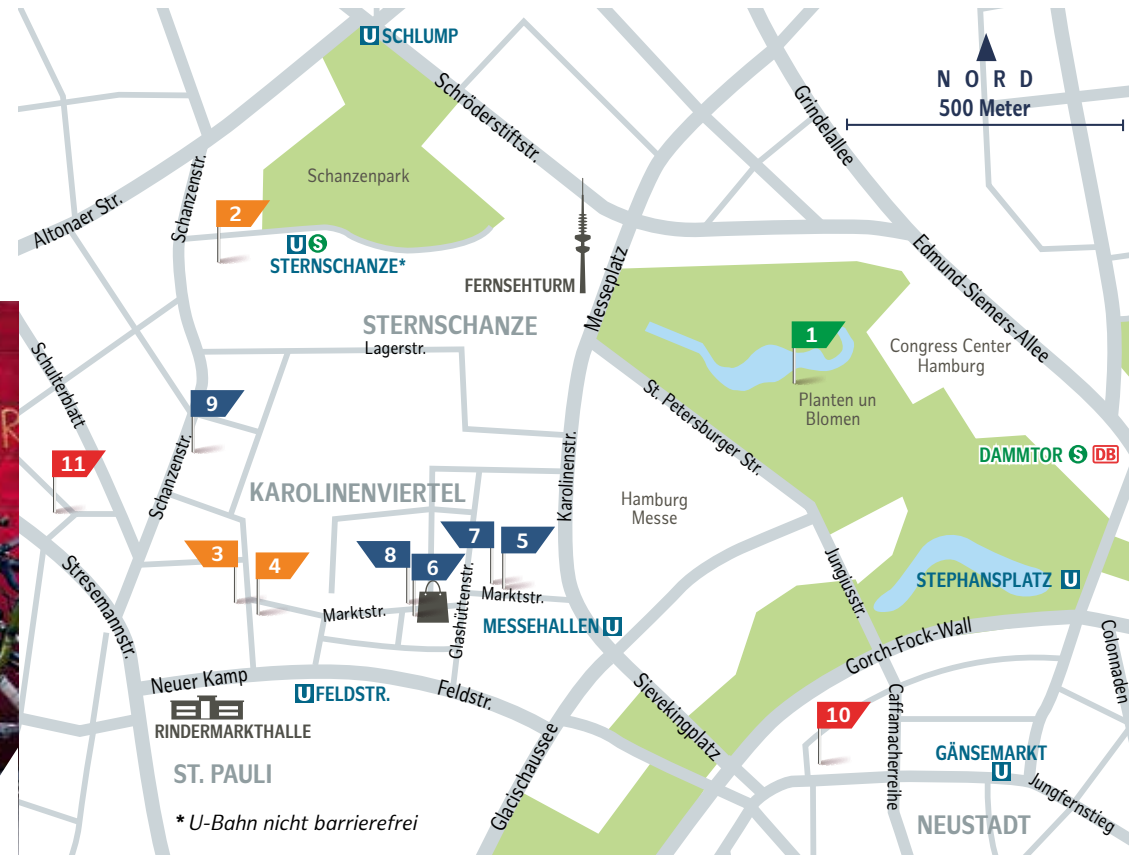 U SCHLUMP
NORD
500 Meter
Schröderstiftstr.
Grindelallee
Schanzenpark
Schanzenstr.
Altonaer Str.
2
U S
STERNSCHANZE*
FERNSEHTURM
Messeplatz
Edmund-Siemers-Allee
STERNSCHANZE
Lagerstr.
1
Congress Center
Hamburg
Planten un
Blomen
Schulterblatt
St. Petersburger Str.
9
R
11
Schanzenstr.
DAMMTOR S DB
KAROLINENVIERTEL
Karolinenstr.
Hamburg
Messe
3
4
8
6
7
5
Stresemannstr.
Marktstr.
Glashüttenstr.
Marktstr.
MESSEHALLEN U
Jungiusstr.
STEPHANSPLATZ U
Gorch-Fock-Wall
Colonnaden
Neuer Kamp
U FELDSTR.
Feldstr.
Sievekingplatz
Caffamacherreihe
RINDERMARKTHALLE
10
GÄNSEMARKT
U
ST. PAULI
Glacischaussee
Jungfernstieg
* U-Bahn nicht barrierefrei
NEUSTADT